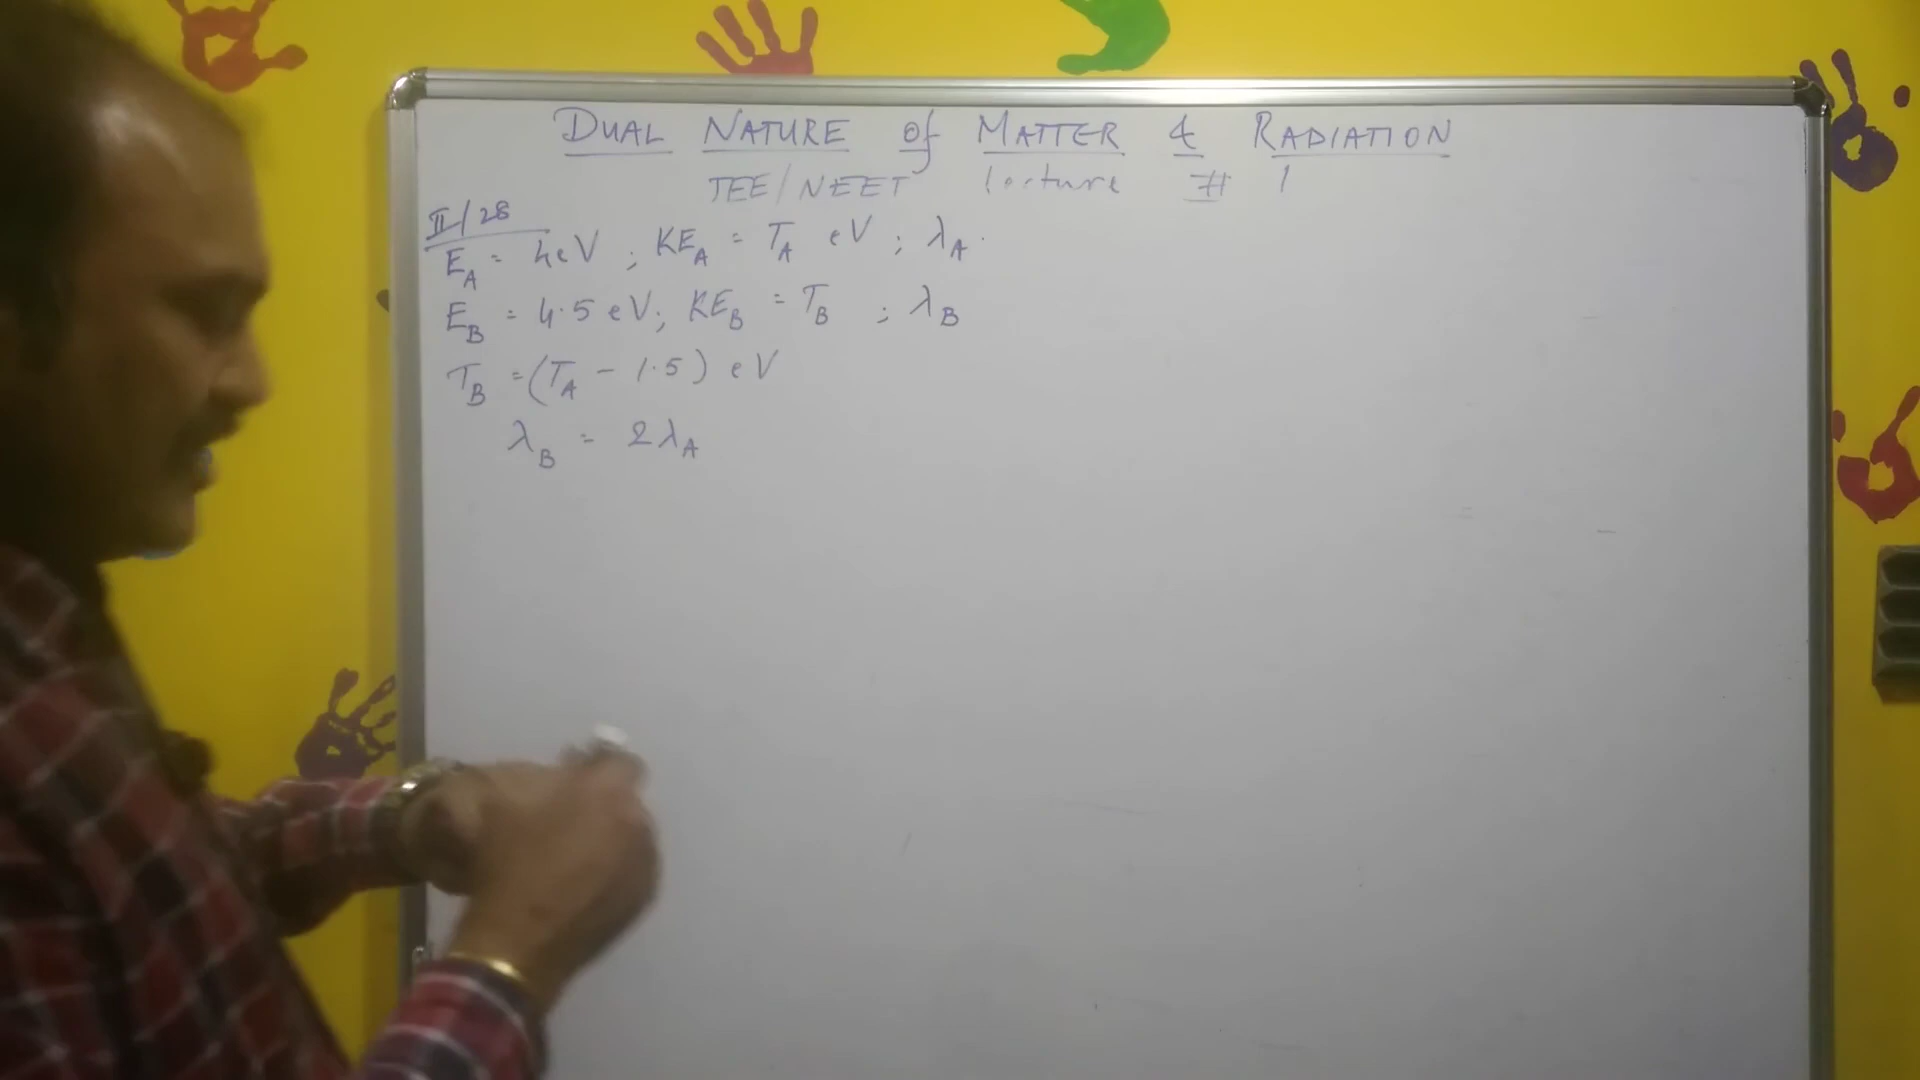 DUAL NATURE of MATTER & RADIATION
JEE/NEET Lecture # 1
II/28
E_A = 4eV ; KE_A = T_A eV ; λ_A.
E_B = 4.5 eV; KE_B = T_B ; λ_B
T_B = (T_A - 1.5) eV
λ_B = 2λ_A